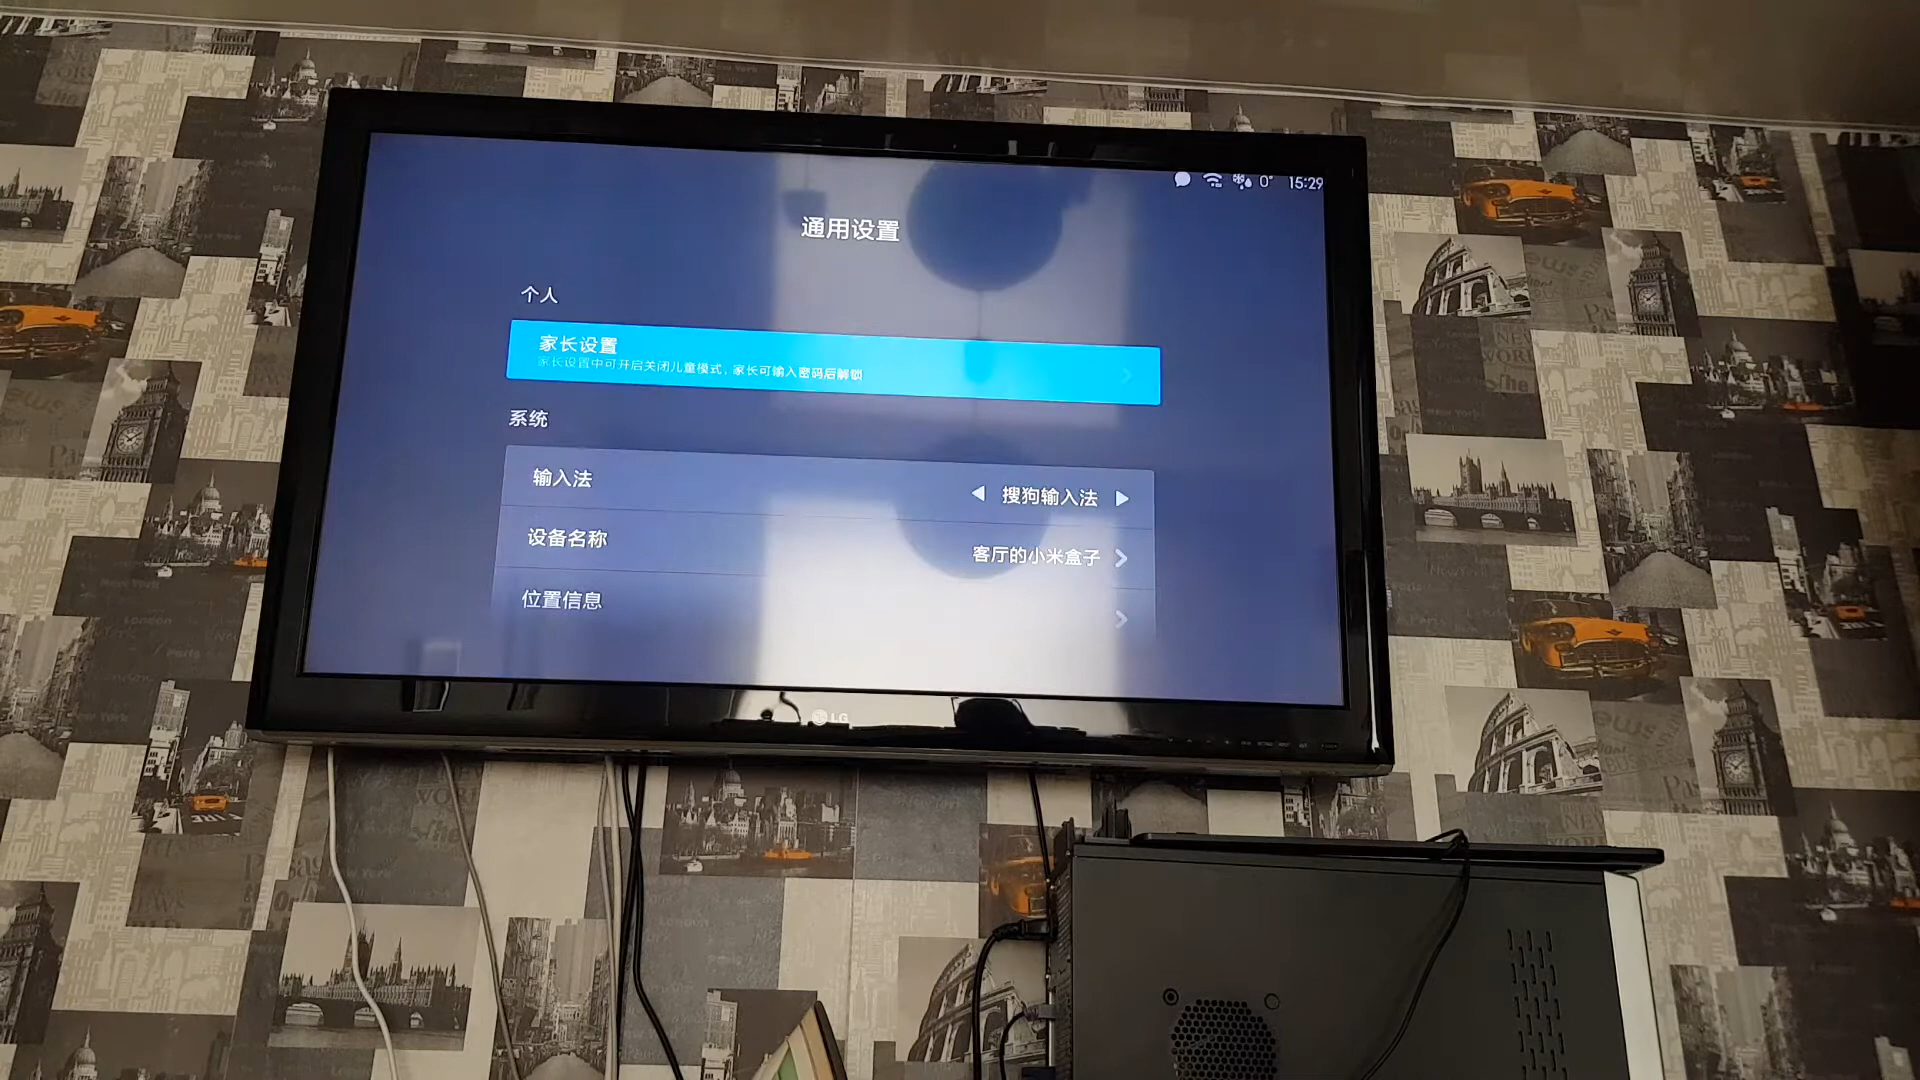 0° 15:29
通用设置
个人
家长设置
家长设置中可开启关闭儿童模式，家长可输入密码后解锁
系统
输入法 搜狗输入法
设备名称 客厅的小米盒子
位置信息
LG